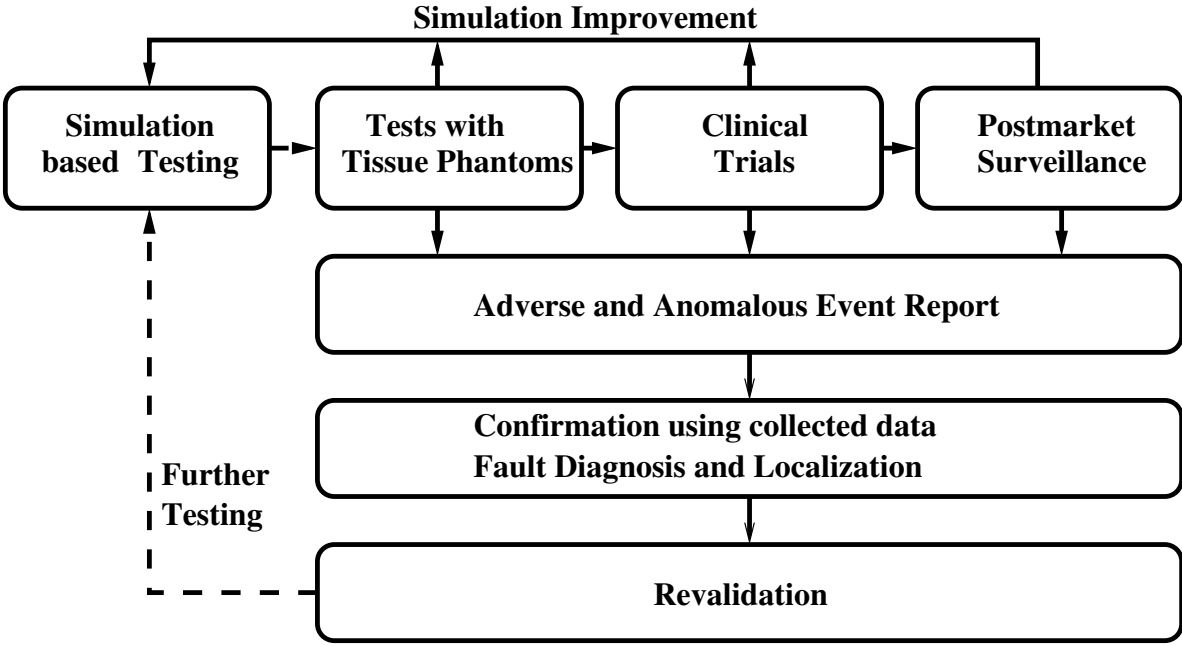 Simulation Improvement
Simulation
based Testing
Tests with
Tissue Phantoms
Clinical
Trials
Postmarket
Surveillance
Adverse and Anomalous Event Report
Confirmation using collected data
Fault Diagnosis and Localization
Further
Testing
Revalidation